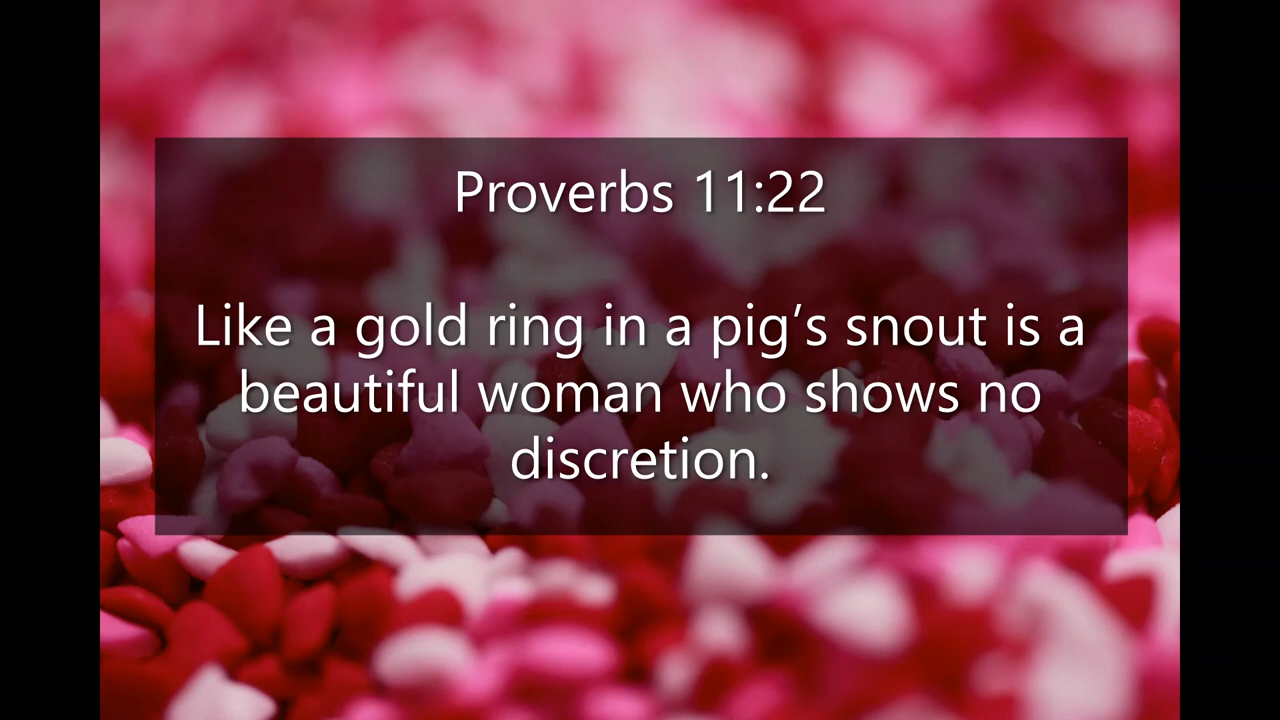 Proverbs 11:22
Like a gold ring in a pig’s snout is a
beautiful woman who shows no
discretion.